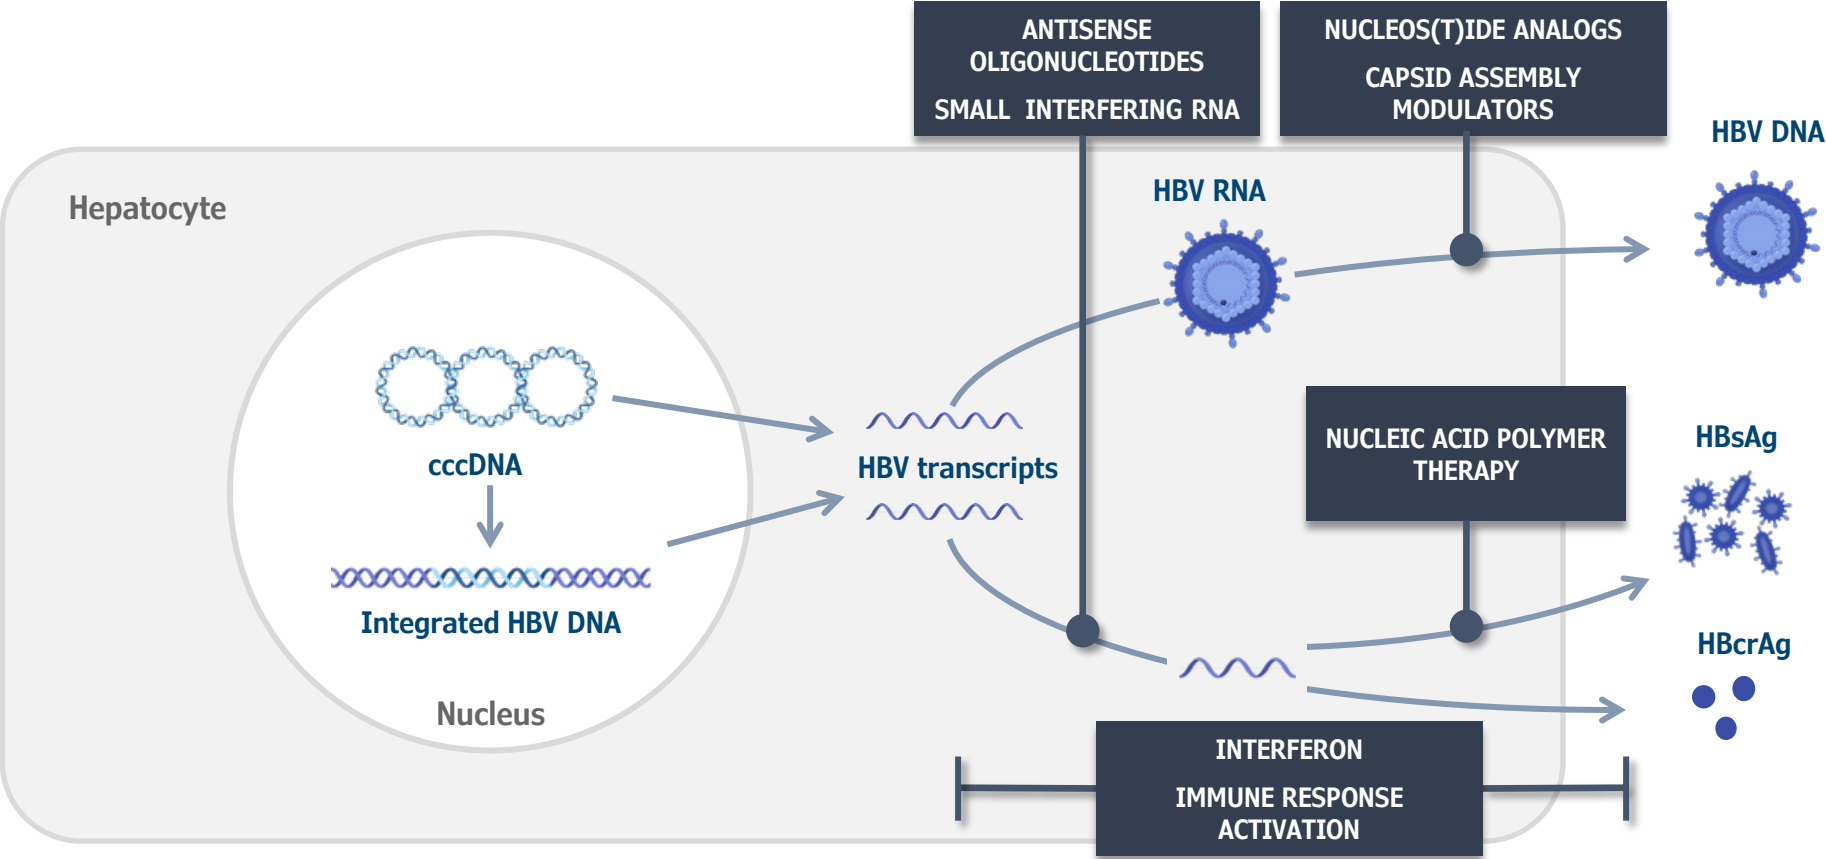 ANTISENSE
OLIGONUCLEOTIDES
SMALL INTERFERING RNA
NUCLEOS(T)IDE ANALOGS
CAPSID ASSEMBLY
MODULATORS
HBV DNA
HBV RNA
Hepatocyte
cccDNA
HBV transcripts
NUCLEIC ACID POLYMER
THERAPY
HBsAg
Integrated HBV DNA
HBcrAg
Nucleus
INTERFERON
IMMUNE RESPONSE
ACTIVATION